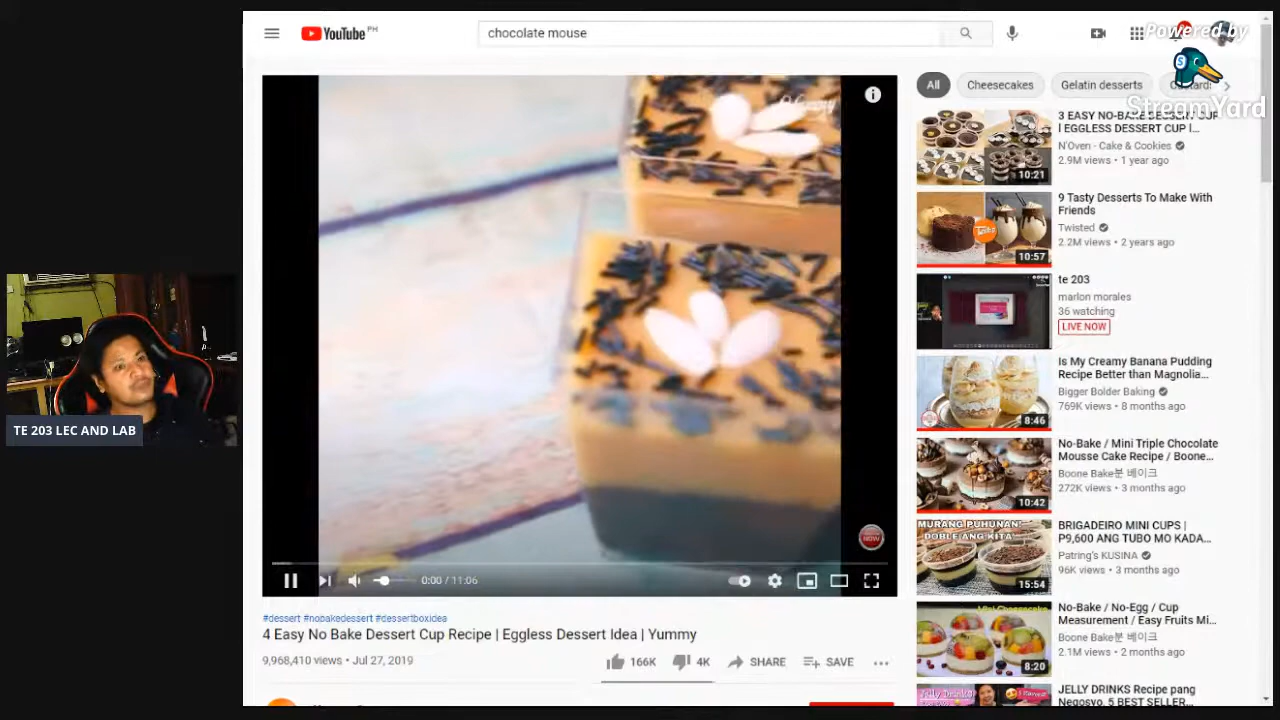 YouTube PH
chocolate mouse
Powered by
StreamYard
Yummy
All
Cheesecakes
Gelatin desserts
3 EASY NO-BAKE DESSERT CUP
l EGGLESS DESSERT CUP l...
N'Oven - Cake & Cookies
2.9M views • 1 year ago
10:21
9 Tasty Desserts To Make With
Friends
Twisted
2.2M views • 2 years ago
10:57
te 203
marlon morales
36 watching
LIVE NOW
Is My Creamy Banana Pudding
Recipe Better than Magnolia...
Bigger Bolder Baking
769K views • 8 months ago
8:46
No-Bake / Mini Triple Chocolate
Mousse Cake Recipe / Boone...
Boone Bake분 베이크
272K views • 3 months ago
10:42
MURANG PUHUNAN!
DOBLE ANG KITA
BRIGADEIRO MINI CUPS |
P9,600 ANG TUBO MO KADA...
Patring's KUSINA
96K views • 3 months ago
15:54
No-Bake / No-Egg / Cup
Measurement / Easy Fruits Mi...
Boone Bake분 베이크
2.1M views • 2 months ago
8:20
JELLY DRINKS Recipe pang
Negosyo, 5 BEST SELLER...
TE 203 LEC AND LAB
0:00 / 11:06
#dessert #nobakedessert #dessertboxidea
4 Easy No Bake Dessert Cup Recipe | Eggless Dessert Idea | Yummy
9,968,410 views • Jul 27, 2019
166K
4K
SHARE
SAVE